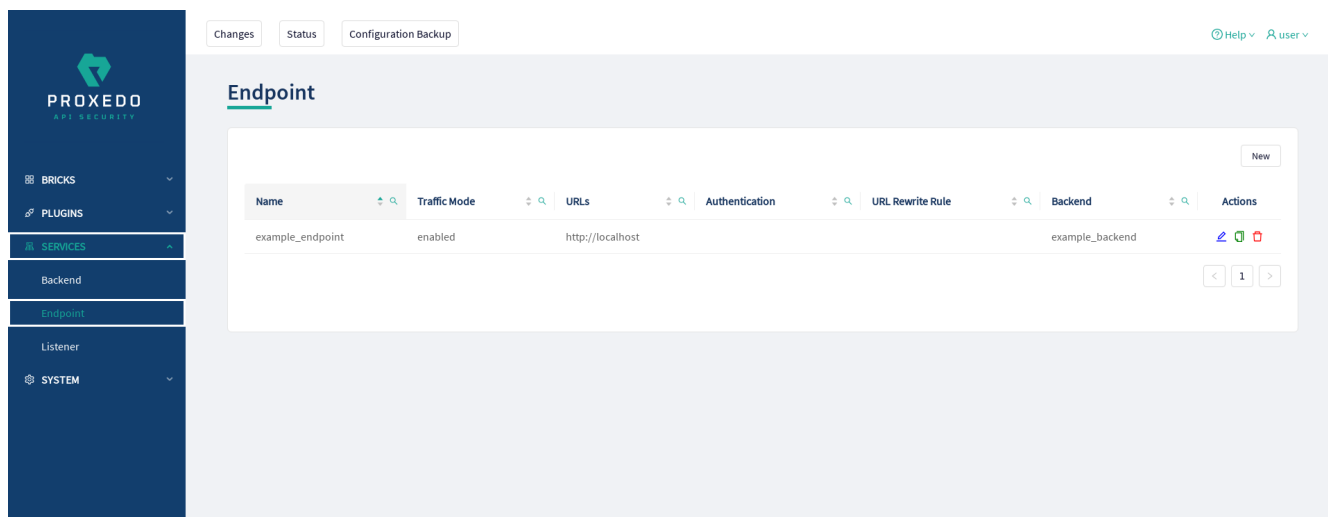 Changes Status Configuration Backup Help user
PROXEDO
API SECURITY
BRICKS
PLUGINS
SERVICES
Backend
Endpoint
Listener
SYSTEM
Endpoint
New
Name Traffic Mode URLs Authentication URL Rewrite Rule Backend Actions
example_endpoint enabled http://localhost example_backend
< 1 >